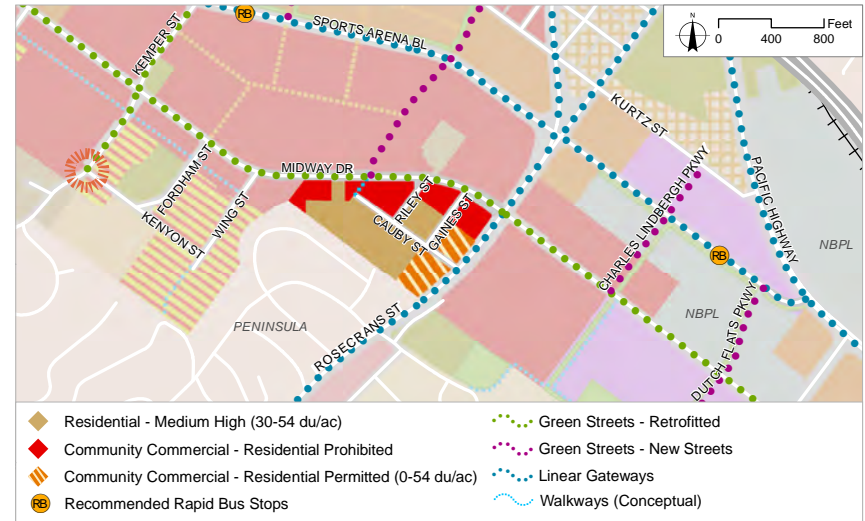 RB
SPORTS ARENA BL
KEMPER ST
N
Feet
0 400 800
KURTZ ST
MIDWAY DR
FORDHAM ST
WING ST
KENYON ST
RILEY ST
CAUBY ST
GAINES ST
CHARLES LINDBERGH PKWY
PACIFIC HIGHWAY
RB
NBPL
NBPL
PENINSULA
ROSECRANS ST
DUTCH FLATS PKWY
Residential - Medium High (30-54 du/ac)
Community Commercial - Residential Prohibited
Community Commercial - Residential Permitted (0-54 du/ac)
RB Recommended Rapid Bus Stops
Green Streets - Retrofitted
Green Streets - New Streets
Linear Gateways
Walkways (Conceptual)